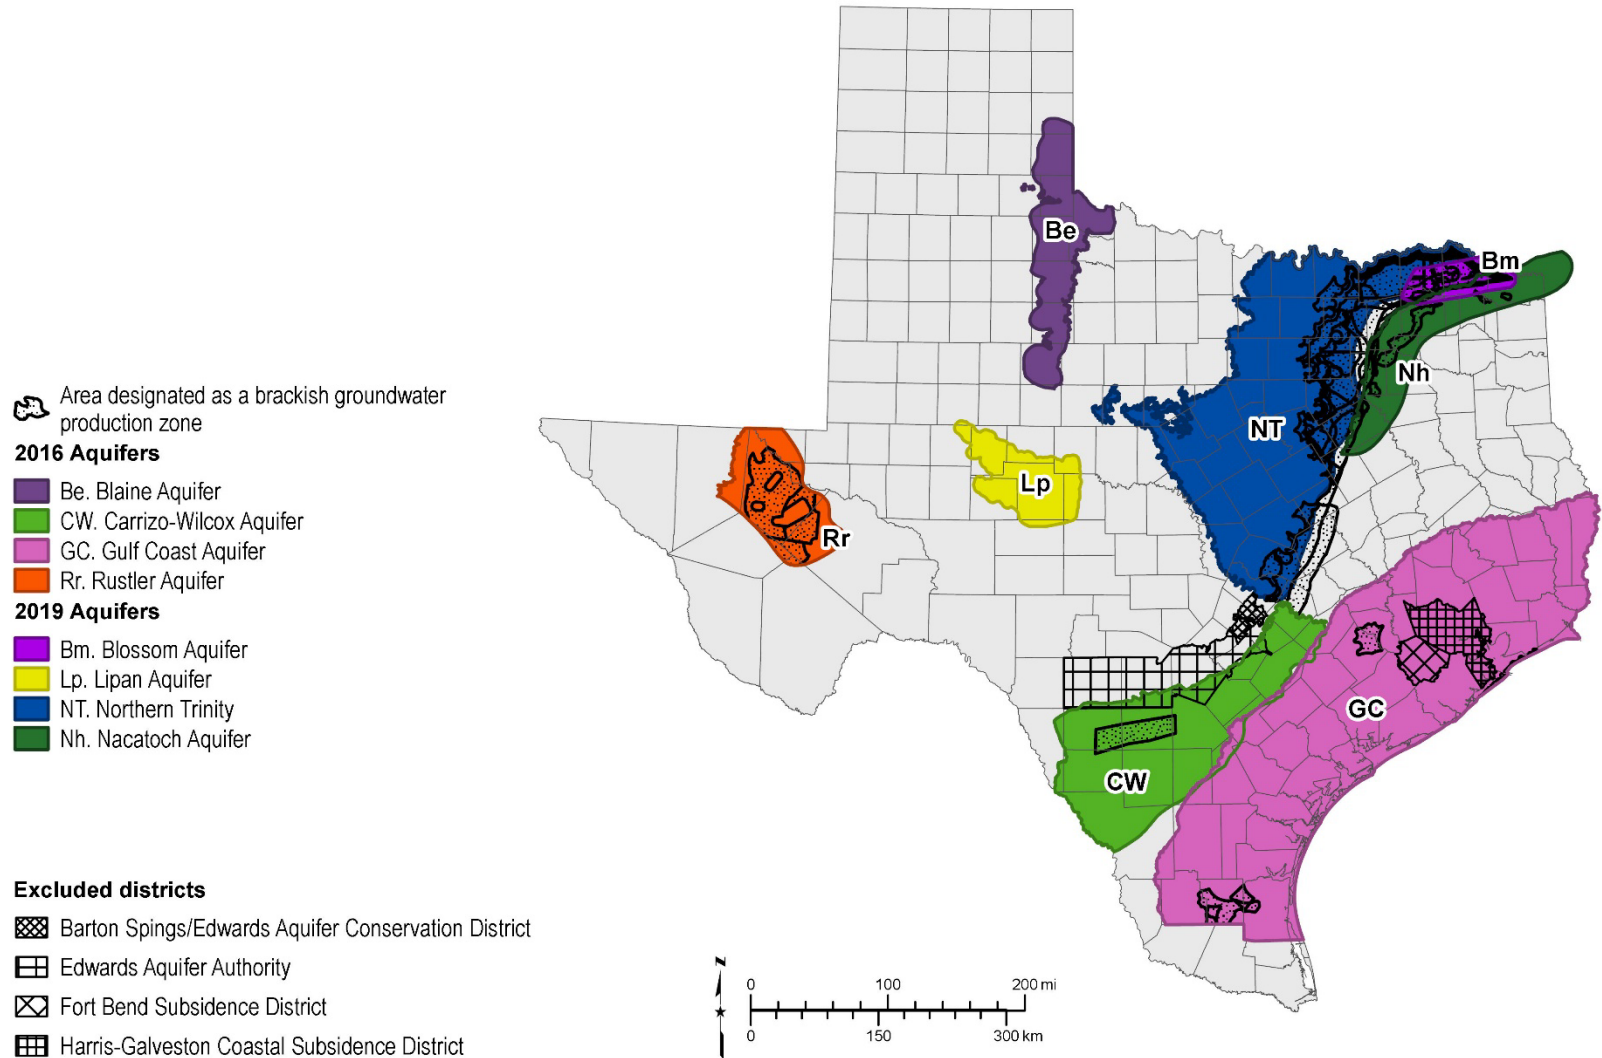 Area designated as a brackish groundwater
production zone
2016 Aquifers
Be. Blaine Aquifer
CW. Carrizo-Wilcox Aquifer
GC. Gulf Coast Aquifer
Rr. Rustler Aquifer
2019 Aquifers
Bm. Blossom Aquifer
Lp. Lipan Aquifer
NT. Northern Trinity
Nh. Nacatoch Aquifer
Excluded districts
Barton Spings/Edwards Aquifer Conservation District
Edwards Aquifer Authority
Fort Bend Subsidence District
Harris-Galveston Coastal Subsidence District
Be
Bm
Nh
NT
Lp
Rr
GC
CW
N
0 100 200 mi
0 150 300 km